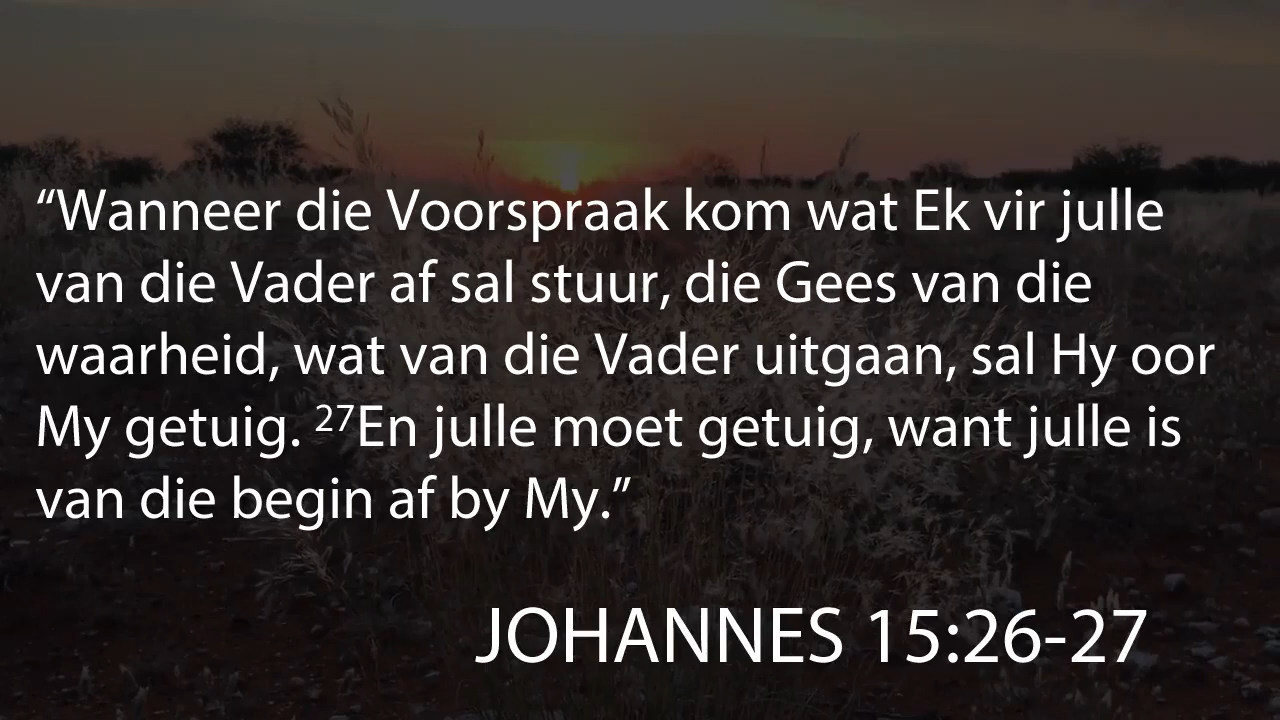 “Wanneer die Voorspraak kom wat Ek vir julle
van die Vader af sal stuur, die Gees van die
waarheid, wat van die Vader uitgaan, sal Hy oor
My getuig. ²⁷En julle moet getuig, want julle is
van die begin af by My.”
JOHANNES 15:26-27